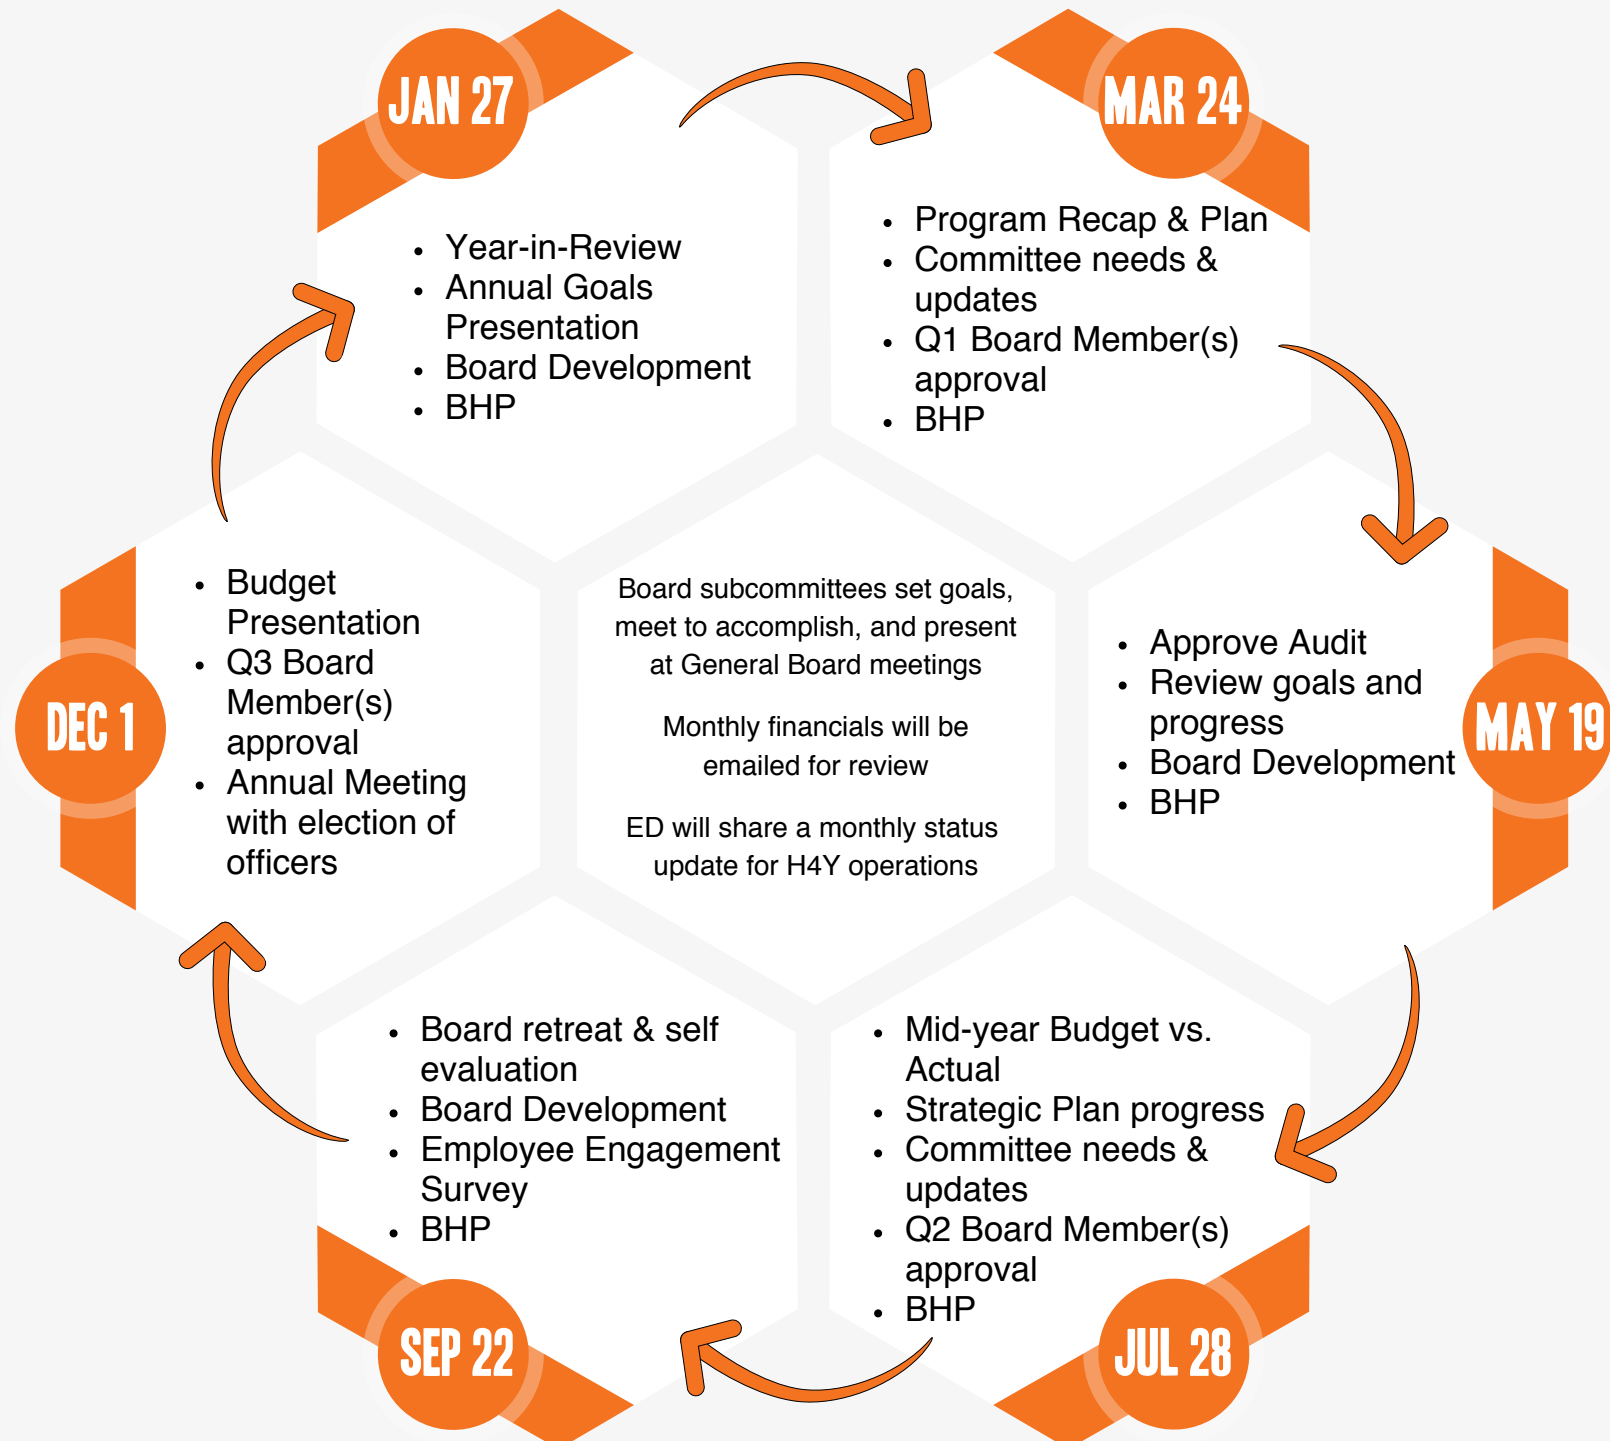 JAN 27
• Year-in-Review
• Annual Goals
Presentation
• Board Development
• BHP
MAR 24
• Program Recap & Plan
• Committee needs &
updates
• Q1 Board Member(s)
approval
• BHP
MAY 19
• Approve Audit
• Review goals and
progress
• Board Development
• BHP
JUL 28
• Mid-year Budget vs.
Actual
• Strategic Plan progress
• Committee needs &
updates
• Q2 Board Member(s)
approval
• BHP
SEP 22
• Board retreat & self
evaluation
• Board Development
• Employee Engagement
Survey
• BHP
DEC 1
• Budget
Presentation
• Q3 Board
Member(s)
approval
• Annual Meeting
with election of
officers
Board subcommittees set goals,
meet to accomplish, and present
at General Board meetings
Monthly financials will be
emailed for review
ED will share a monthly status
update for H4Y operations